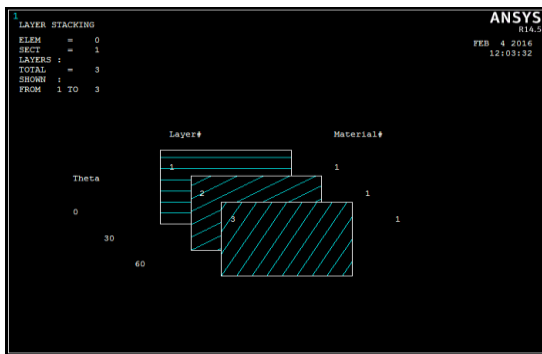 1
LAYER STACKING
ELEM = 0
SECT = 1
LAYERS :
TOTAL = 3
SHOWN :
FROM 1 TO 3
ANSYS
R14.5
FEB 4 2016
12:03:32
Layer# Material#
1 1
Theta 2 1
0 3 1
30
60